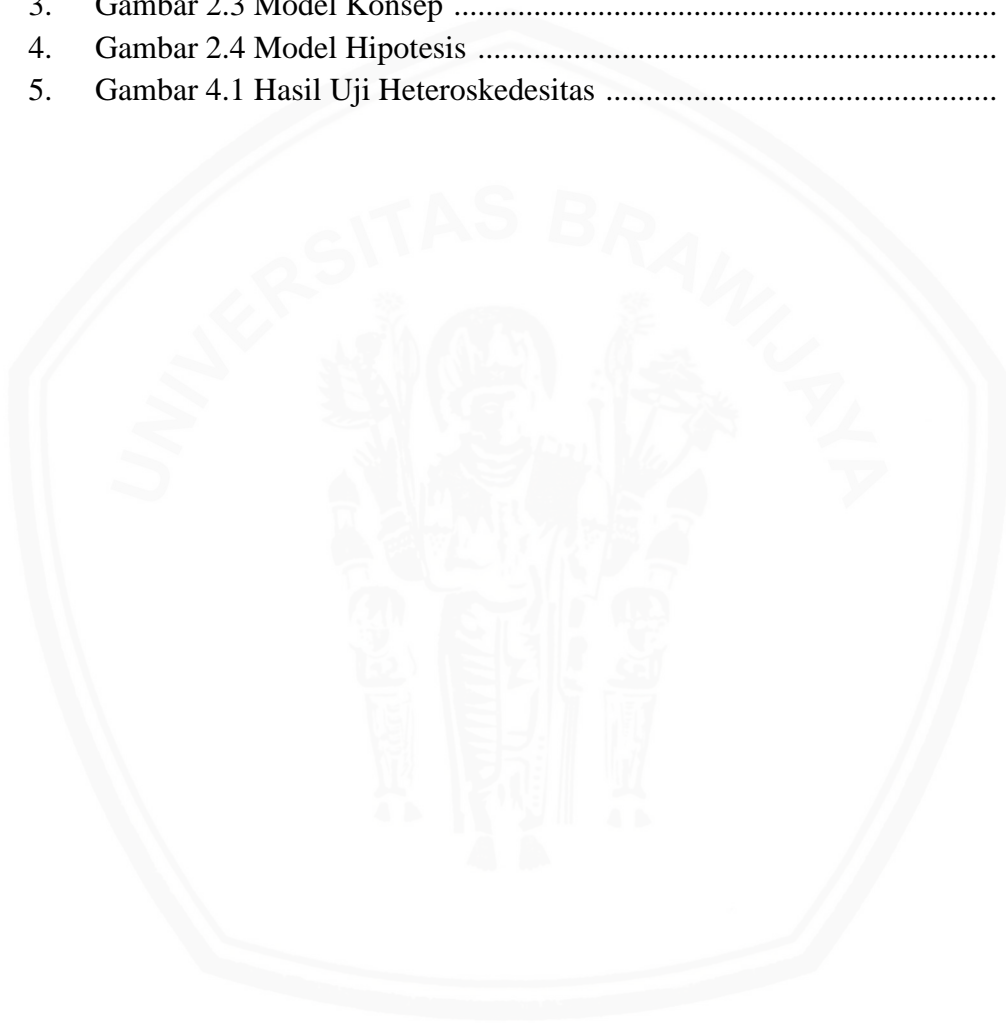 3. Gambar 2.3 Model Konsep ....................................................................
4. Gambar 2.4 Model Hipotesis .................................................................
5. Gambar 4.1 Hasil Uji Heteroskedesitas .................................................
UNIVERSITAS BRAWIJAYA